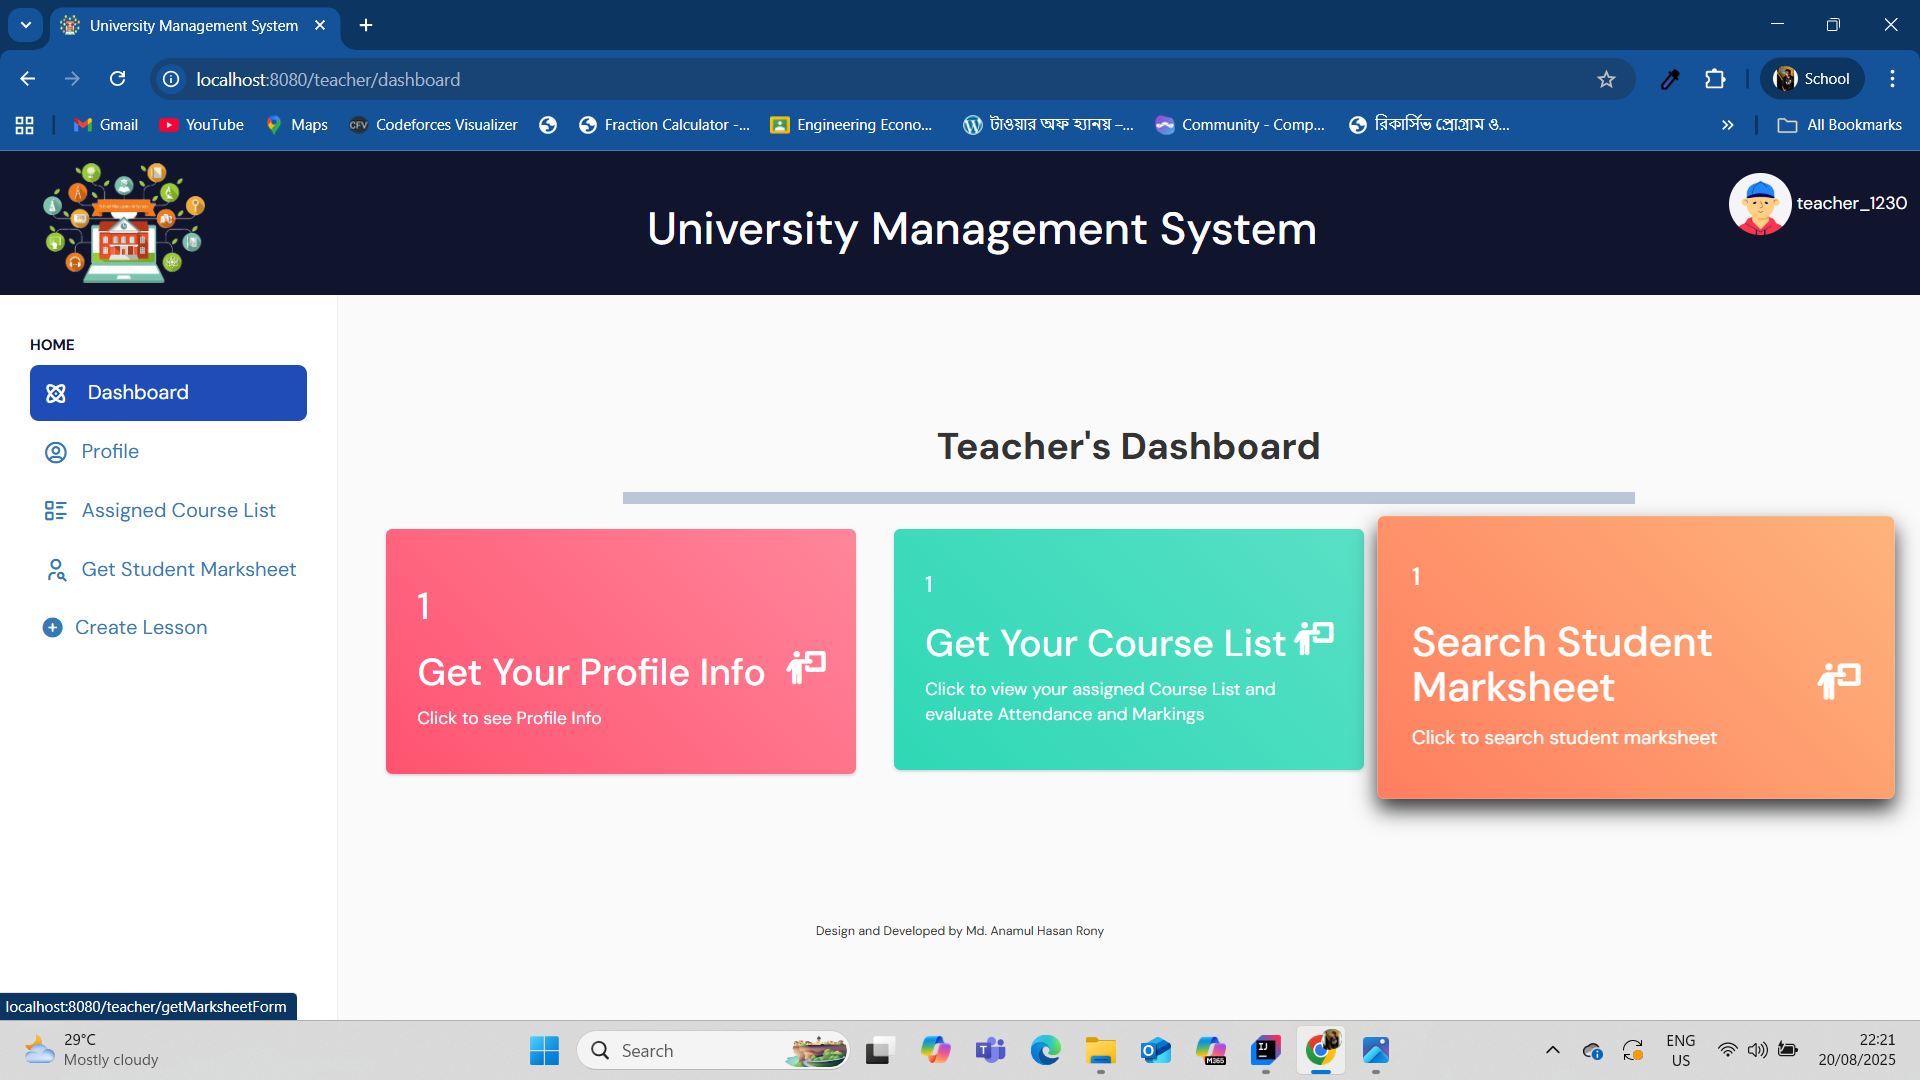 University Management System
localhost:8080/teacher/dashboard
School
Gmail
YouTube
Maps
CFV
Codeforces Visualizer
Fraction Calculator -...
Engineering Econo...
টাওয়ার অফ হ্যানয় –...
Community - Comp...
রিকার্সিভ প্রোগ্রাম ও...
All Bookmarks
University Management System
teacher_1230
HOME
Dashboard
Profile
Assigned Course List
Get Student Marksheet
Create Lesson
Teacher's Dashboard
1
Get Your Profile Info
Click to see Profile Info
1
Get Your Course List
Click to view your assigned Course List and
evaluate Attendance and Markings
1
Search Student
Marksheet
Click to search student marksheet
Design and Developed by Md. Anamul Hasan Rony
localhost:8080/teacher/getMarksheetForm
29°C
Mostly cloudy
Search
M365
ENG
US
22:21
20/08/2025